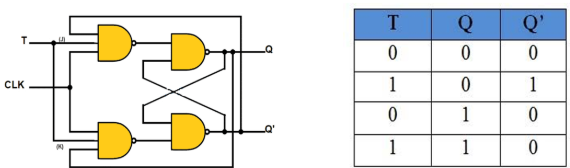 T
(J)
CLK
(K)
Q
Q'
T Q Q’
0 0 0
1 0 1
0 1 0
1 1 0